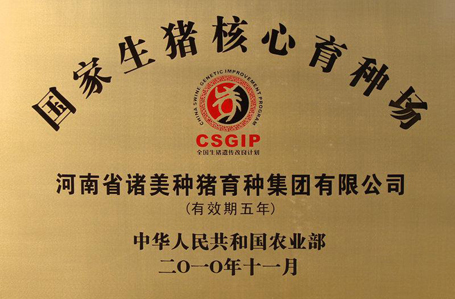 国家生猪核心育种场
CHINA SWINE GENETIC IMPROVEMENT PROGRAM
CSGIP
全国生猪遗传改良计划
河南省诸美种猪育种集团有限公司
(有效期五年)
中华人民共和国农业部
二〇一〇年十一月